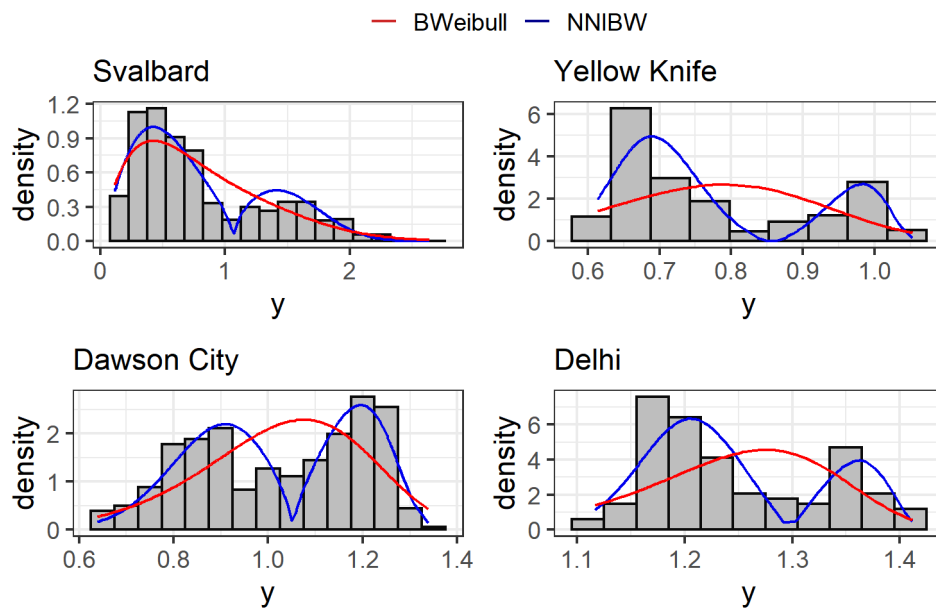 BWeibull NNIBW
Svalbard
density
1.2
0.9
0.6
0.3
0.0
0 1 2
y
Yellow Knife
density
6
4
2
0
0.6 0.7 0.8 0.9 1.0
y
Dawson City
density
2
1
0
0.6 0.8 1.0 1.2 1.4
y
Delhi
density
6
4
2
0
1.1 1.2 1.3 1.4
y